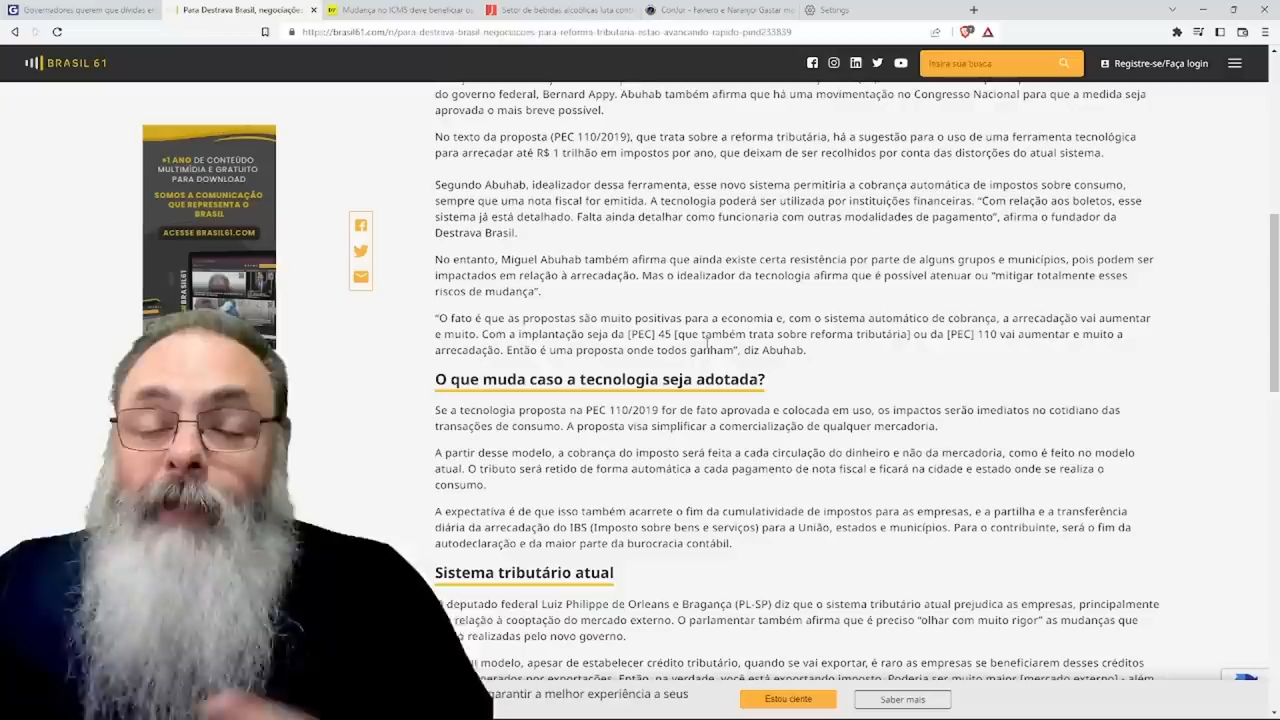 Governadores querem que dívidas er
Para Destrava Brasil, negociações
Mudança no ICMS deve beneficiar o
Setor de bebidas alcoólicas luta cont
Confor - Faviero e Naranjo: Gastar me
Settings
https://brasil61.com/n/para-destrava-brasil-negociacoes-para-reforma-tributaria-estao-avancando-rapido-pind233839
BRASIL 61
Insira sua busca
Registre-se/Faça login
do governo federal, Bernard Appy. Abuhab também afirma que há uma movimentação no Congresso Nacional para que a medida seja
aprovada o mais breve possível.
No texto da proposta (PEC 110/2019), que trata sobre a reforma tributária, há a sugestão para o uso de uma ferramenta tecnológica
para arrecadar até R$ 1 trilhão em impostos por ano, que deixam de ser recolhidos por conta das distorções do atual sistema.
Segundo Abuhab, idealizador dessa ferramenta, esse novo sistema permitiria a cobrança automática de impostos sobre consumo,
sempre que uma nota fiscal for emitida. A tecnologia poderá ser utilizada por instituições financeiras. “Com relação aos boletos, esse
sistema já está detalhado. Falta ainda detalhar como funcionaria com outras modalidades de pagamento”, afirma o fundador da
Destrava Brasil.
No entanto, Miguel Abuhab também afirma que ainda existe certa resistência por parte de alguns grupos e municípios, pois podem ser
impactados em relação à arrecadação. Mas o idealizador da tecnologia afirma que é possível atenuar ou “mitigar totalmente esses
riscos de mudança”.
“O fato é que as propostas são muito positivas para a economia e, com o sistema automático de cobrança, a arrecadação vai aumentar
e muito. Com a implantação seja da [PEC] 45 [que também trata sobre reforma tributária] ou da [PEC] 110 vai aumentar e muito a
arrecadação. Então é uma proposta onde todos ganham”, diz Abuhab.
O que muda caso a tecnologia seja adotada?
Se a tecnologia proposta na PEC 110/2019 for de fato aprovada e colocada em uso, os impactos serão imediatos no cotidiano das
transações de consumo. A proposta visa simplificar a comercialização de qualquer mercadoria.
A partir desse modelo, a cobrança do imposto será feita a cada circulação do dinheiro e não da mercadoria, como é feito no modelo
atual. O tributo será retido de forma automática a cada pagamento de nota fiscal e ficará na cidade e estado onde se realiza o
consumo.
A expectativa é de que isso também acarrete o fim da cumulatividade de impostos para as empresas, e a partilha e a transferência
diária da arrecadação do IBS (Imposto sobre bens e serviços) para a União, estados e municípios. Para o contribuinte, será o fim da
autodeclaração e da maior parte da burocracia contábil.
Sistema tributário atual
deputado federal Luiz Philippe de Orleans e Bragança (PL-SP) diz que o sistema tributário atual prejudica as empresas, principalmente
relação à cooptação do mercado externo. O parlamentar também afirma que é preciso “olhar com muito rigor” as mudanças que
realizadas pelo novo governo.
modelo, apesar de estabelecer crédito tributário, quando se vai exportar, é raro as empresas se beneficiarem desses créditos
por exportações. Então, na verdade, você está exportando imposto. Poderia ser muito maior [mercado externo] - além
garantir a melhor experiência a seus
Estou ciente
Saber mais
+1 ANO DE CONTEÚDO
MULTIMÍDIA E GRATUITO
PARA DOWNLOAD
SOMOS A COMUNICAÇÃO
QUE REPRESENTA O
BRASIL
ACESSE BRASIL61.COM
BRASIL61